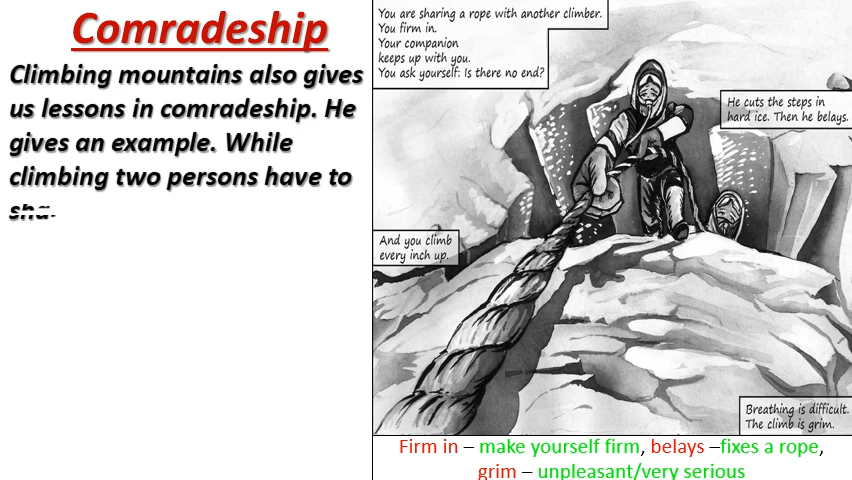 Comradeship
Climbing mountains also gives
us lessons in comradeship. He
gives an example. While
climbing two persons have to
You are sharing a rope with another climber.
You firm in.
Your companion
keeps up with you.
You ask yourself: Is there no end?
He cuts the steps in
hard ice. Then he belays.
And you climb
every inch up.
Breathing is difficult.
The climb is grim.
Firm in – make yourself firm, belays –fixes a rope,
grim – unpleasant/very serious